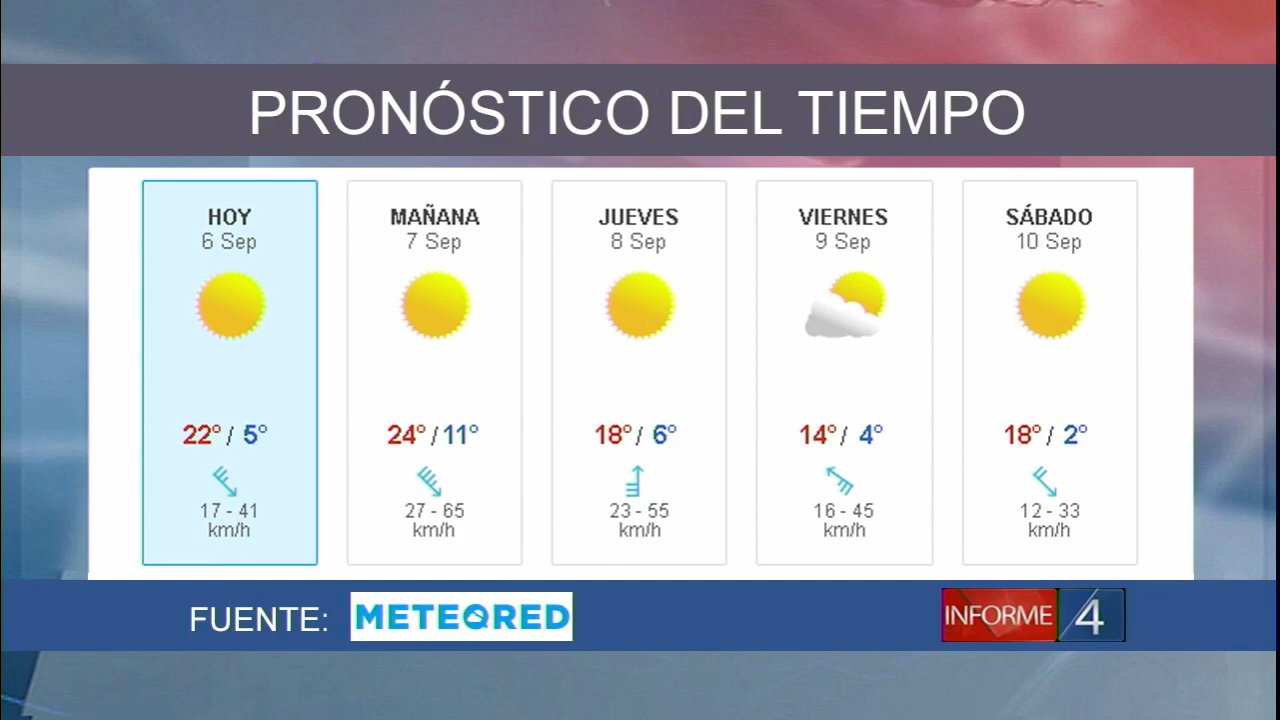 PRONÓSTICO DEL TIEMPO
HOY
6 Sep
22° / 5°
17 - 41
km/h
MAÑANA
7 Sep
24° / 11°
27 - 65
km/h
JUEVES
8 Sep
18° / 6°
23 - 55
km/h
VIERNES
9 Sep
14° / 4°
16 - 45
km/h
SÁBADO
10 Sep
18° / 2°
12 - 33
km/h
FUENTE: METEORED
INFORME 4